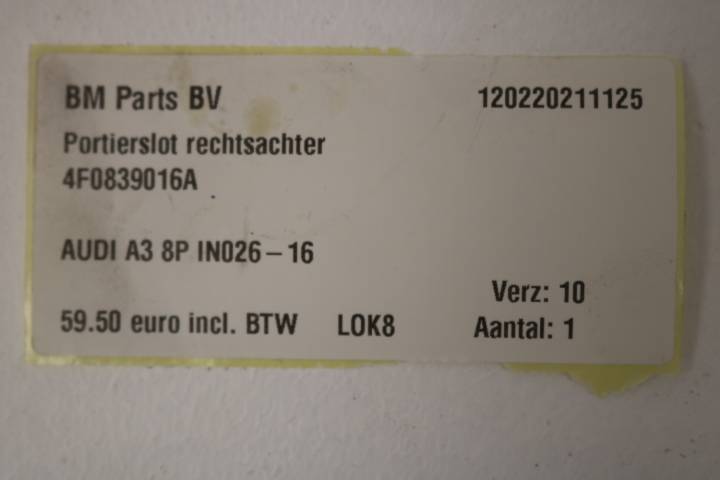 BM Parts BV 120220211125
Portierslot rechtsachter
4F0839016A
AUDI A3 8P IN026-16
Verz: 10
59.50 euro incl. BTW LOK8 Aantal: 1